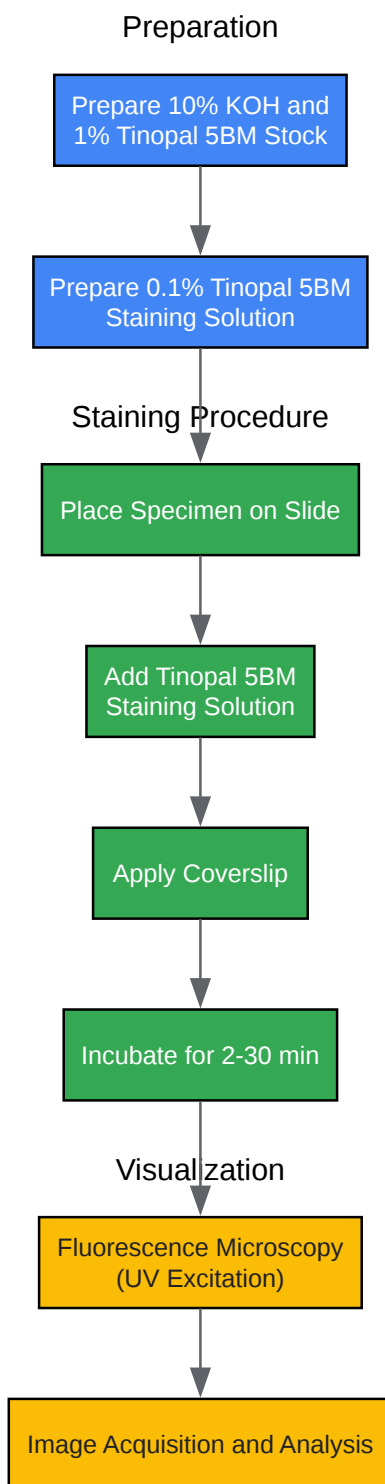 Preparation
Prepare 10% KOH and
1% Tinopal 5BM Stock
Prepare 0.1% Tinopal 5BM
Staining Solution
Staining Procedure
Place Specimen on Slide
Add Tinopal 5BM
Staining Solution
Apply Coverslip
Incubate for 2-30 min
Visualization
Fluorescence Microscopy
(UV Excitation)
Image Acquisition and Analysis